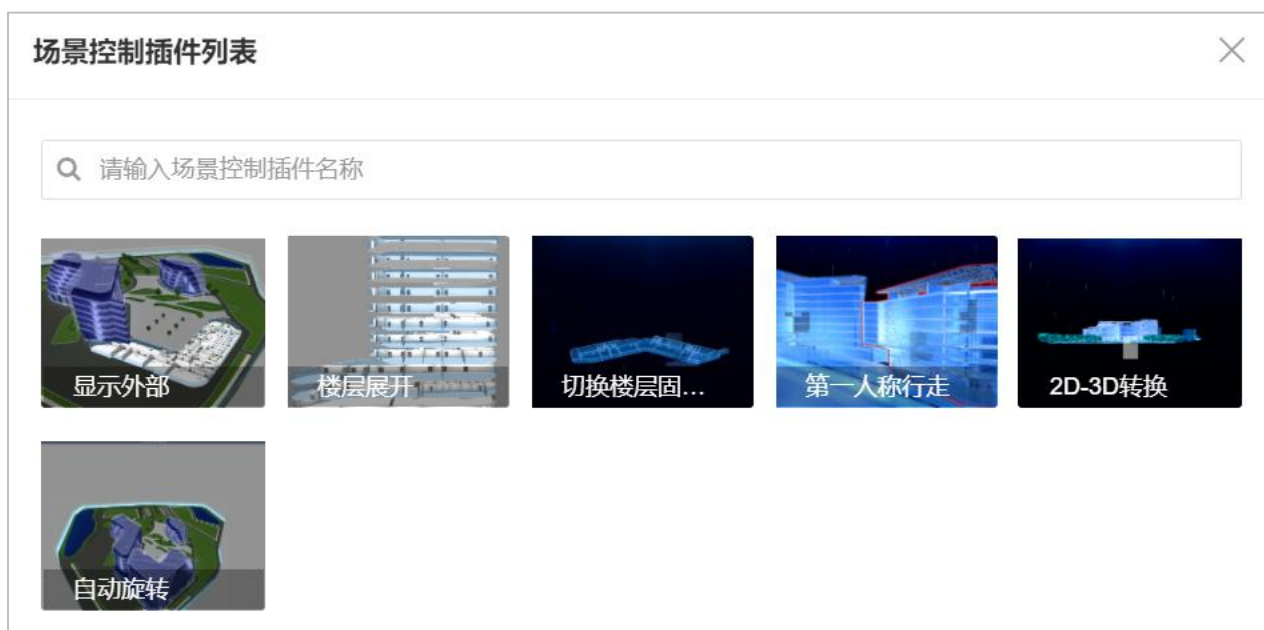 场景控制插件列表
请输入场景控制插件名称
显示外部
楼层展开
切换楼层固...
第一人称行走
2D-3D转换
自动旋转